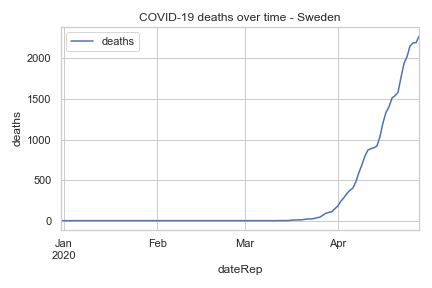 COVID-19 deaths over time - Sweden
deaths
2000
1500
1000
500
0
deaths
Jan
2020
Feb
Mar
Apr
dateRep